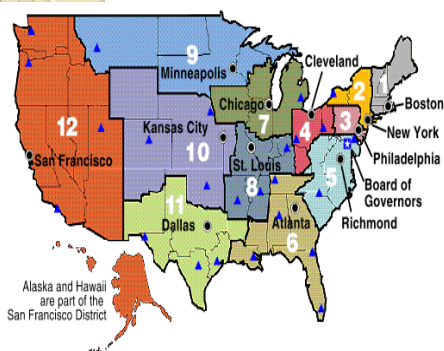 9
Minneapolis
Cleveland
2
1
Boston
Chicago
7
4
3
New York
12
Kansas City
Philadelphia
10
San Francisco
St. Louis
5
Board of
Governors
8
11
Dallas
Atlanta
Richmond
6
Alaska and Hawaii
are part of the
San Francisco District